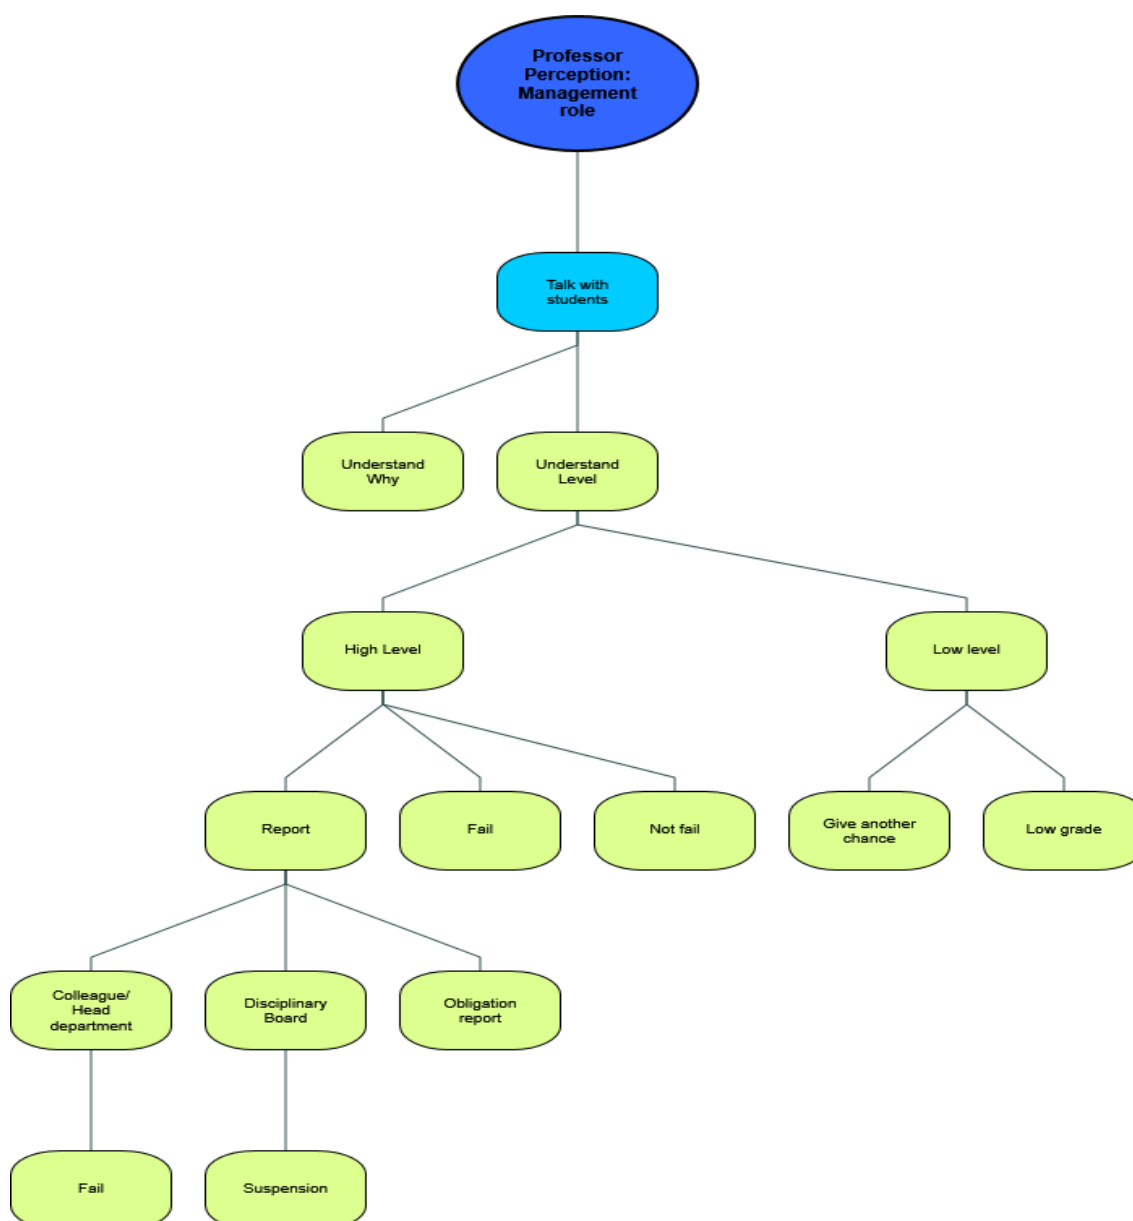 Professor
Perception:
Management
role
Talk with
students
Understand
Why
Understand
Level
High Level
Low level
Report
Fail
Not fail
Give another
chance
Low grade
Colleague/
Head
department
Disciplinary
Board
Obligation
report
Fail
Suspension